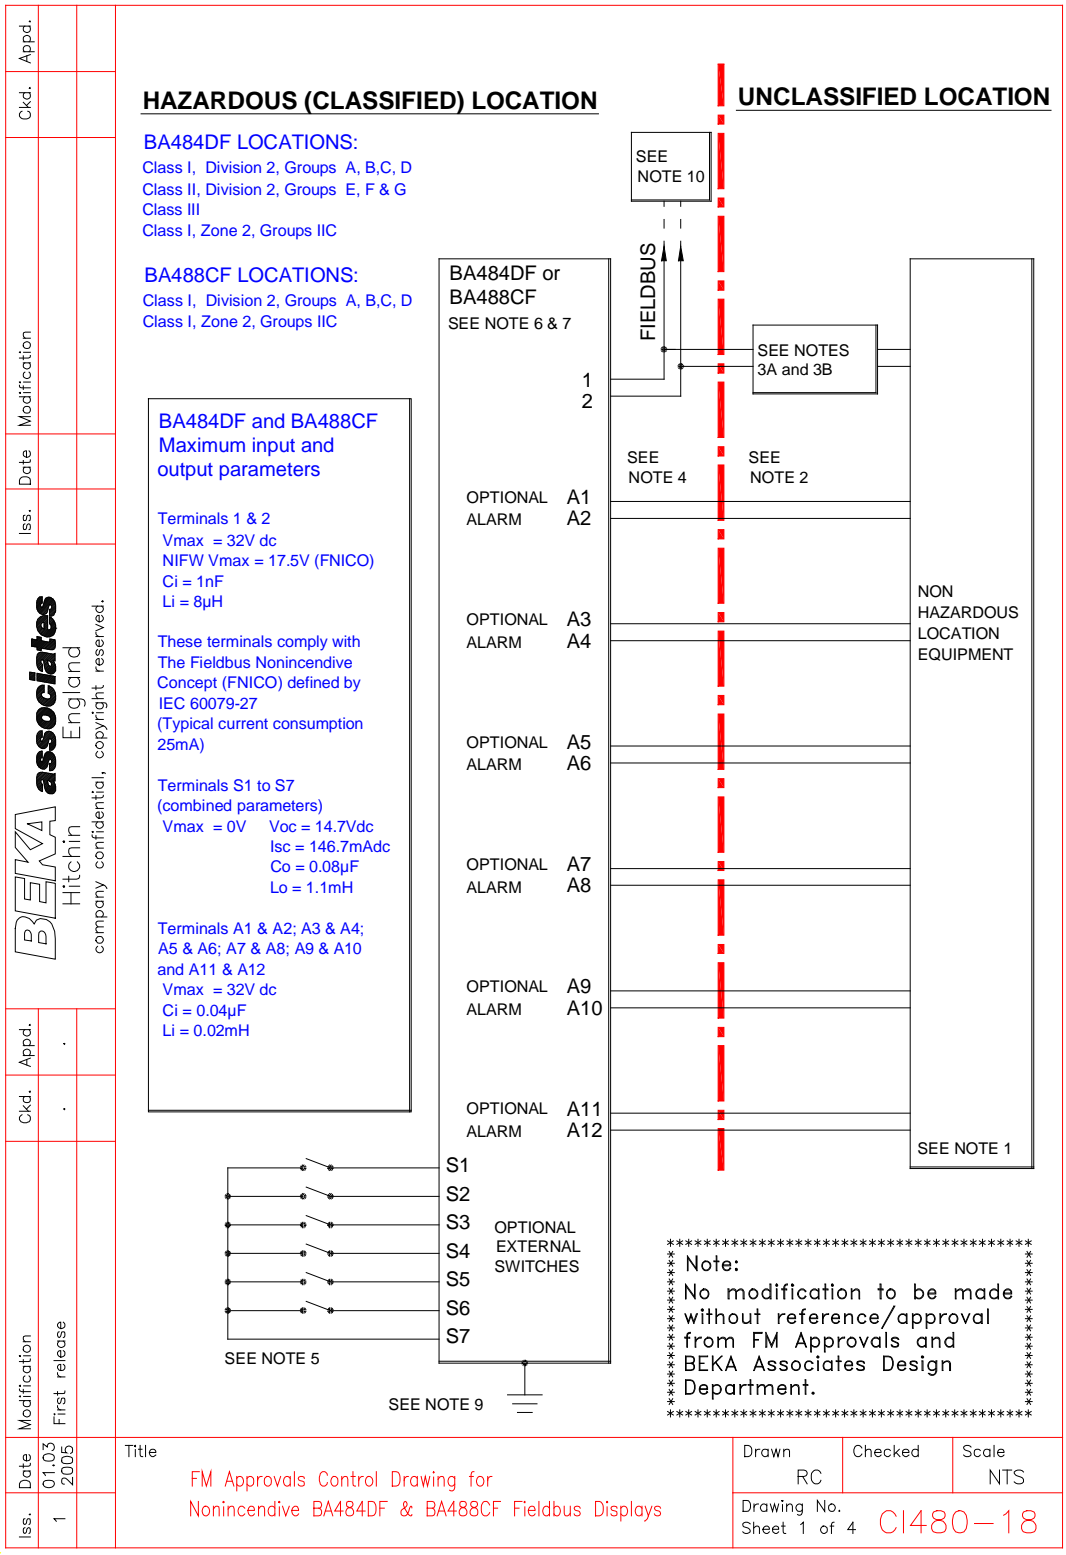 HAZARDOUS (CLASSIFIED) LOCATION
UNCLASSIFIED LOCATION
BA484DF LOCATIONS:
Class I, Division 2, Groups A, B,C, D
Class II, Division 2, Groups E, F & G
Class III
Class I, Zone 2, Groups IIC
BA488CF LOCATIONS:
Class I, Division 2, Groups A, B,C, D
Class I, Zone 2, Groups IIC
BA484DF and BA488CF
Maximum input and
output parameters
Terminals 1 & 2
Vmax = 32V dc
NIFW Vmax = 17.5V (FNICO)
Ci = 1nF
Li = 8µH
These terminals comply with
The Fieldbus Nonincendive
Concept (FNICO) defined by
IEC 60079-27
(Typical current consumption
25mA)
Terminals S1 to S7
(combined parameters)
Vmax = 0V Voc = 14.7Vdc
Isc = 146.7mAdc
Co = 0.08µF
Lo = 1.1mH
Terminals A1 & A2; A3 & A4;
A5 & A6; A7 & A8; A9 & A10
and A11 & A12
Vmax = 32V dc
Ci = 0.04µF
Li = 0.02mH
BA484DF or
BA488CF
SEE NOTE 6 & 7
1
2
SEE
NOTE 10
FIELDBUS
SEE NOTES
3A and 3B
SEE
NOTE 4
SEE
NOTE 2
OPTIONAL A1
ALARM A2
OPTIONAL A3
ALARM A4
OPTIONAL A5
ALARM A6
OPTIONAL A7
ALARM A8
OPTIONAL A9
ALARM A10
OPTIONAL A11
ALARM A12
NON
HAZARDOUS
LOCATION
EQUIPMENT
SEE NOTE 1
S1
S2
S3
S4
S5
S6
S7
OPTIONAL
EXTERNAL
SWITCHES
SEE NOTE 5
SEE NOTE 9
Note:
No modification to be made
without reference/approval
from FM Approvals and
BEKA Associates Design
Department.
Title
FM Approvals Control Drawing for
Nonincendive BA484DF & BA488CF Fieldbus Displays
Drawn
RC
Checked
Scale
NTS
Drawing No.
Sheet 1 of 4
CI480-18
Appd.
Ckd.
Modification
Date
Iss.
BEKA associates
Hitchin England
company confidential, copyright reserved.
Appd.
.
Ckd.
.
Modification
First release
Date
01.03
2005
Iss.
1